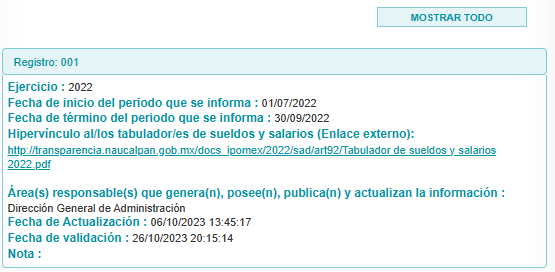 MOSTRAR TODO
Registro: 001
Ejercicio : 2022
Fecha de inicio del periodo que se informa : 01/07/2022
Fecha de término del periodo que se informa : 30/09/2022
Hipervínculo al/los tabulador/es de sueldos y salarios (Enlace externo):
http://transparencia.naucalpan.gob.mx/docs_ipomex/2022/sad/art92/Tabulador de sueldos y salarios
2022.pdf
Área(s) responsable(s) que genera(n), posee(n), publica(n) y actualizan la información :
Dirección General de Administración
Fecha de Actualización : 06/10/2023 13:45:17
Fecha de validación : 26/10/2023 20:15:14
Nota :